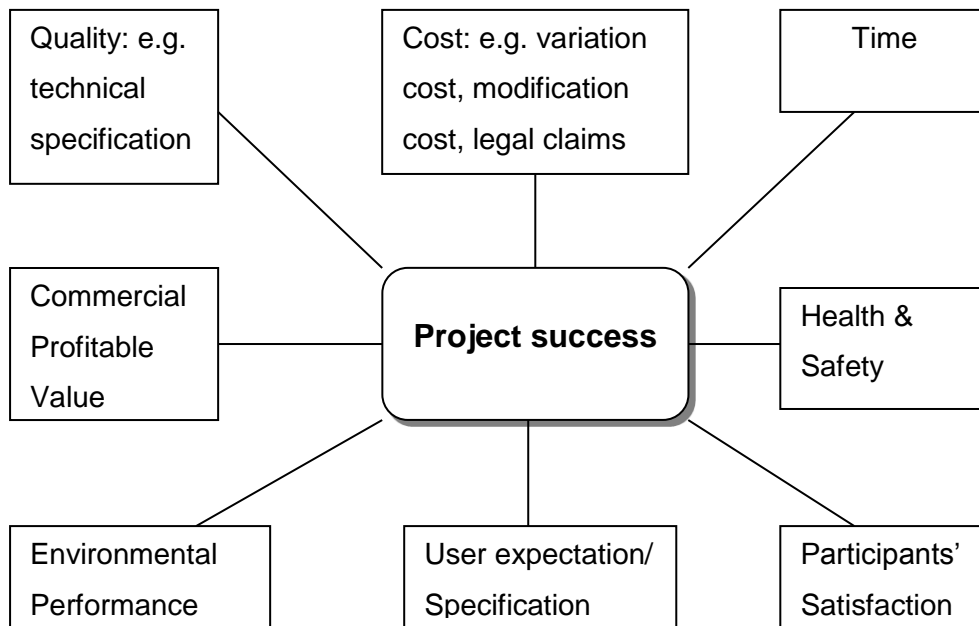 Quality: e.g.
technical
specification
Cost: e.g. variation
cost, modification
cost, legal claims
Time
Commercial
Profitable
Value
Project success
Health &
Safety
Environmental
Performance
User expectation/
Specification
Participants’
Satisfaction